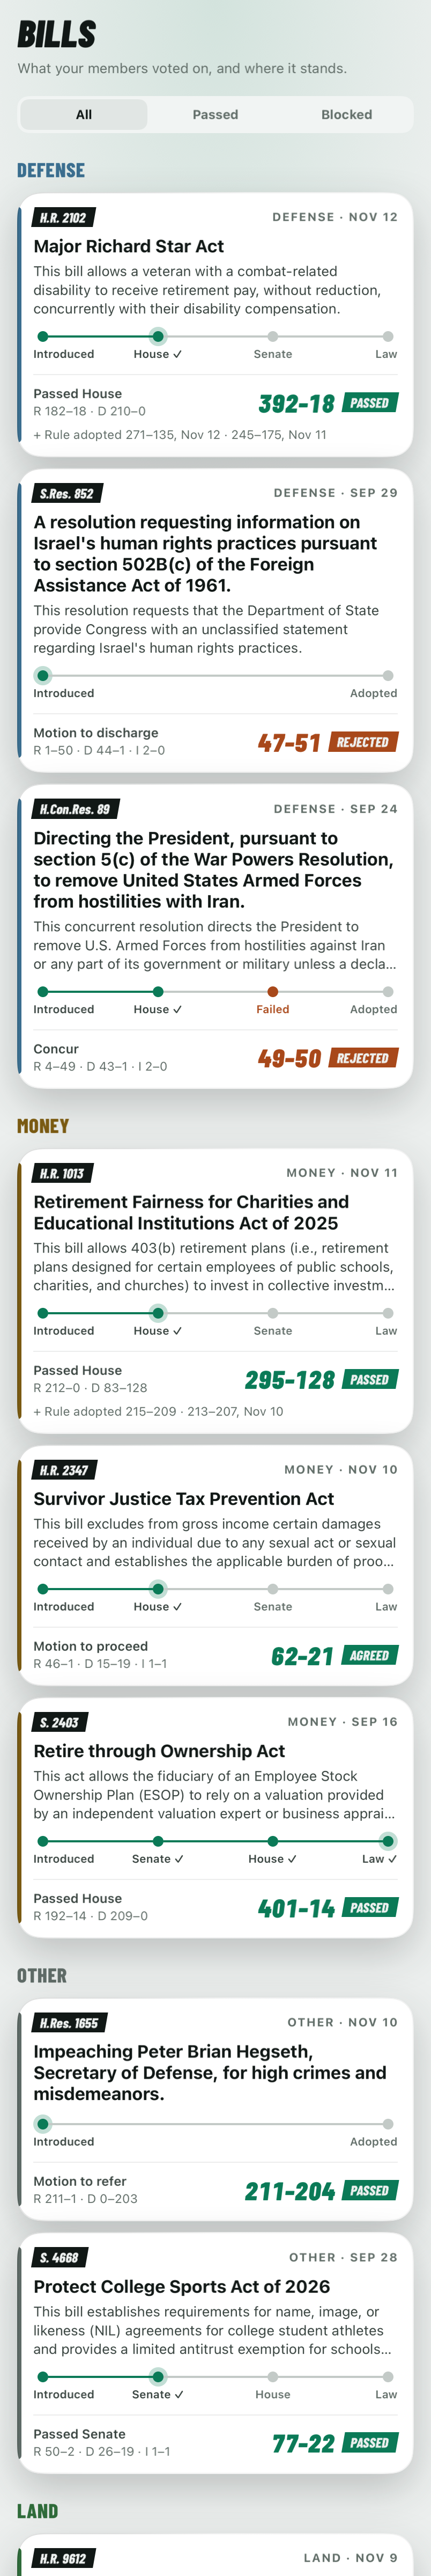 BILLS
What your members voted on, and where it stands.
All Passed Blocked
DEFENSE
H.R. 2102 DEFENSE · NOV 12
Major Richard Star Act
This bill allows a veteran with a combat-related
disability to receive retirement pay, without reduction,
concurrently with their disability compensation.
Introduced House ✓ Senate Law
Passed House
R 182–18 · D 210–0
392-18 PASSED
+ Rule adopted 271–135, Nov 12 · 245–175, Nov 11
S.Res. 852 DEFENSE · SEP 29
A resolution requesting information on
Israel's human rights practices pursuant
to section 502B(c) of the Foreign
Assistance Act of 1961.
This resolution requests that the Department of State
provide Congress with an unclassified statement
regarding Israel's human rights practices.
Introduced Adopted
Motion to discharge
R 1–50 · D 44–1 · I 2–0
47-51 REJECTED
H.Con.Res. 89 DEFENSE · SEP 24
Directing the President, pursuant to
section 5(c) of the War Powers Resolution,
to remove United States Armed Forces
from hostilities with Iran.
This concurrent resolution directs the President to
remove U.S. Armed Forces from hostilities against Iran
or any part of its government or military unless a decla...
Introduced House ✓ Failed Adopted
Concur
R 4–49 · D 43–1 · I 2–0
49-50 REJECTED
MONEY
H.R. 1013 MONEY · NOV 11
Retirement Fairness for Charities and
Educational Institutions Act of 2025
This bill allows 403(b) retirement plans (i.e., retirement
plans designed for certain employees of public schools,
charities, and churches) to invest in collective investm...
Introduced House ✓ Senate Law
Passed House
R 212–0 · D 83–128
295-128 PASSED
+ Rule adopted 215–209 · 213–207, Nov 10
H.R. 2347 MONEY · NOV 10
Survivor Justice Tax Prevention Act
This bill excludes from gross income certain damages
received by an individual due to any sexual act or sexual
contact and establishes the applicable burden of proo...
Introduced House ✓ Senate Law
Motion to proceed
R 46–1 · D 15–19 · I 1–1
62-21 AGREED
S. 2403 MONEY · SEP 16
Retire through Ownership Act
This act allows the fiduciary of an Employee Stock
Ownership Plan (ESOP) to rely on a valuation provided
by an independent valuation expert or business apprai...
Introduced Senate ✓ House ✓ Law ✓
Passed House
R 192–14 · D 209–0
401-14 PASSED
OTHER
H.Res. 1655 OTHER · NOV 10
Impeaching Peter Brian Hegseth,
Secretary of Defense, for high crimes and
misdemeanors.
Introduced Adopted
Motion to refer
R 211–1 · D 0–203
211-204 PASSED
S. 4668 OTHER · SEP 28
Protect College Sports Act of 2026
This bill establishes requirements for name, image, or
likeness (NIL) agreements for college student athletes
and provides a limited antitrust exemption for schools...
Introduced Senate ✓ House Law
Passed Senate
R 50–2 · D 26–19 · I 1–1
77-22 PASSED
LAND
H.R. 9612 LAND · NOV 9